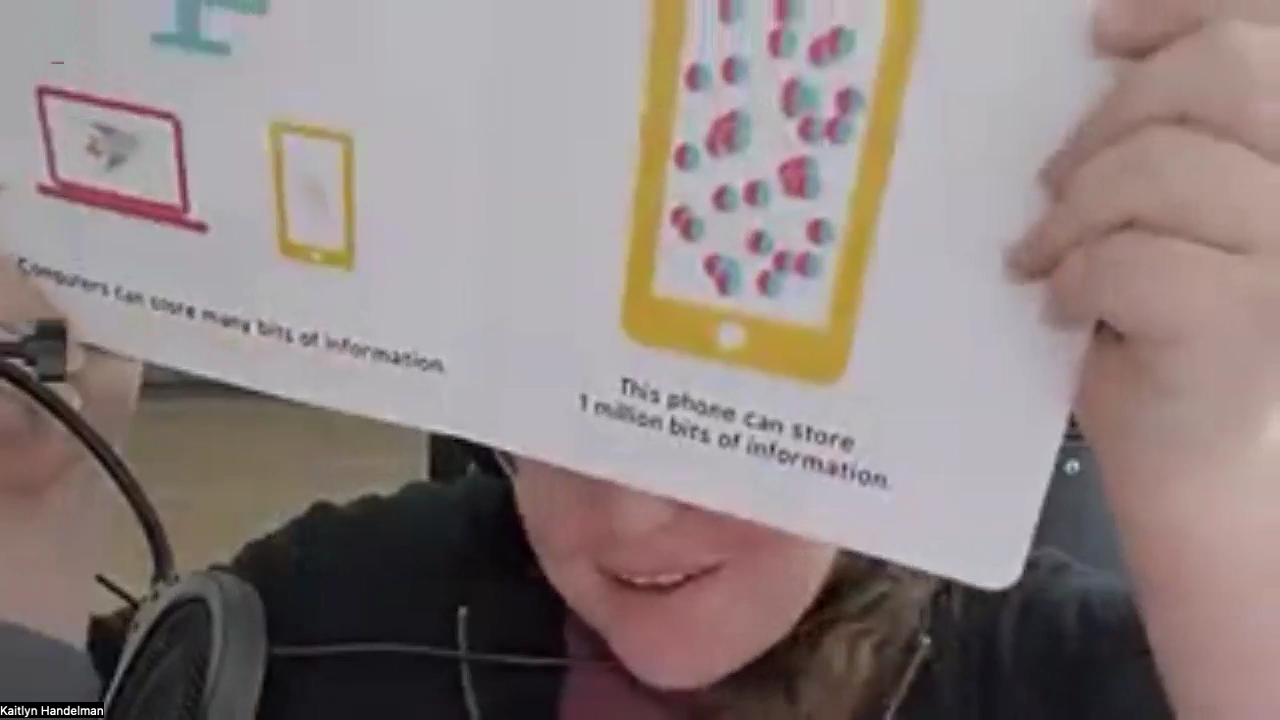 Computers can store many bits of information.
This phone can store
1 million bits of information.
Kaitlyn Handelman